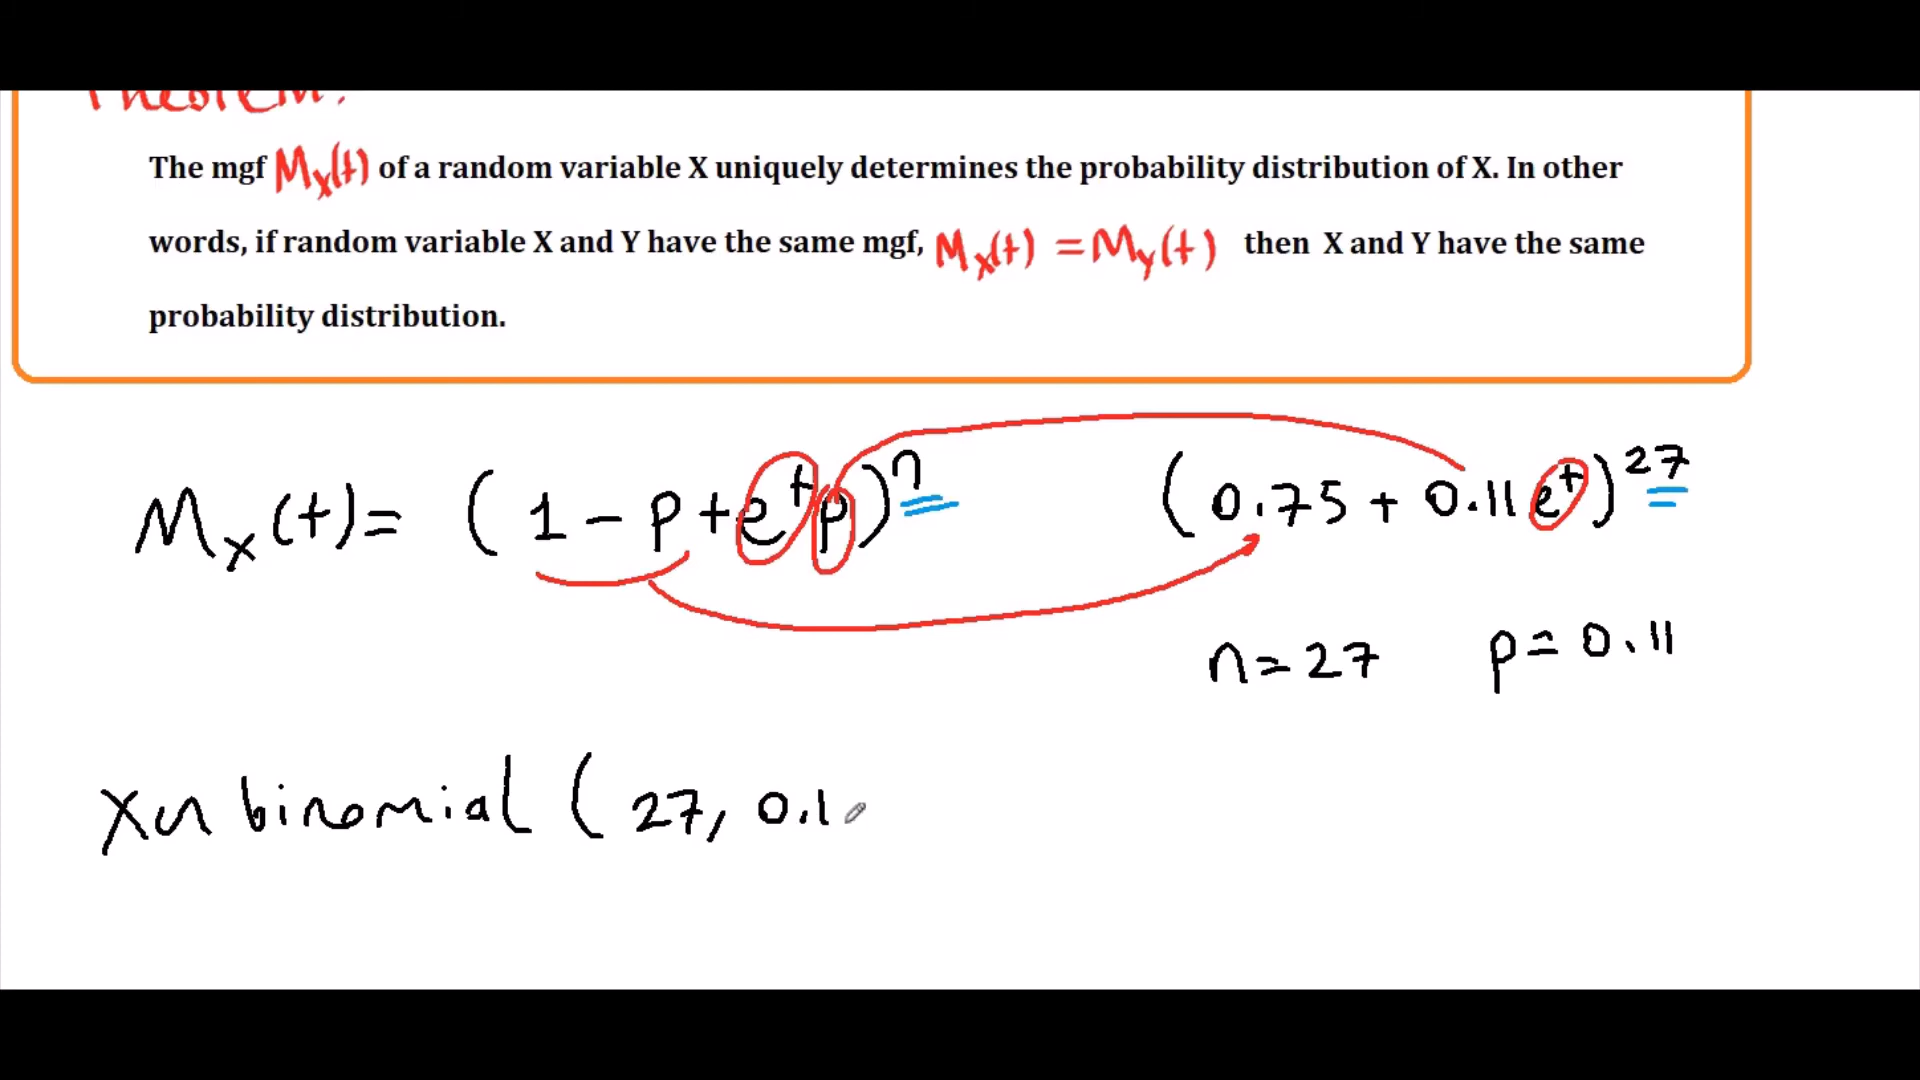 Theorem:
The mgf Mx(t) of a random variable X uniquely determines the probability distribution of X. In other
words, if random variable X and Y have the same mgf, Mx(t) = My(t) then X and Y have the same
probability distribution.
Mx(t) = (1 - p + e^t p)^n (0.75 + 0.11 e^t)^27
n = 27 p = 0.11
X ~ binomial ( 27, 0.1